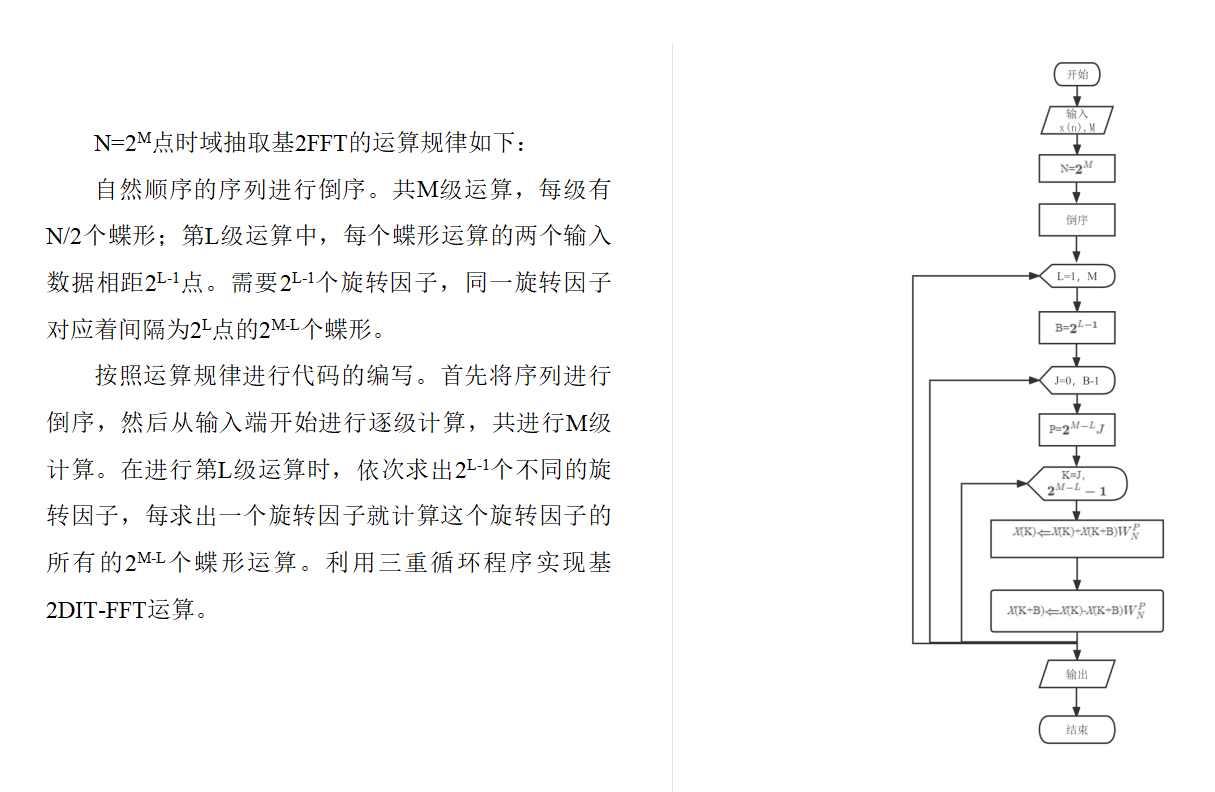 N=2ᴹ点时域抽取基2FFT的运算规律如下：
自然顺序的序列进行倒序。共M级运算，每级有
N/2个蝶形；第L级运算中，每个蝶形运算的两个输入
数据相距2ᴸ⁻¹点。需要2ᴸ⁻¹个旋转因子，同一旋转因子
对应着间隔为2ᴸ点的2ᴹ⁻ᴸ个蝶形。
按照运算规律进行代码的编写。首先将序列进行
倒序，然后从输入端开始进行逐级计算，共进行M级
计算。在进行第L级运算时，依次求出2ᴸ⁻¹个不同的旋
转因子，每求出一个旋转因子就计算这个旋转因子的
所有的2ᴹ⁻ᴸ个蝶形运算。利用三重循环程序实现基
2DIT-FFT运算。
开始
输入
x(n),M
N=2^M
倒序
L=1, M
B=2^{L-1}
J=0, B-1
P=2^{M-L}J
K=J,
2^{M-L}-1
X(K)⇐X(K)+X(K+B)W_N^P
X(K+B)⇐X(K)-X(K+B)W_N^P
输出
结束